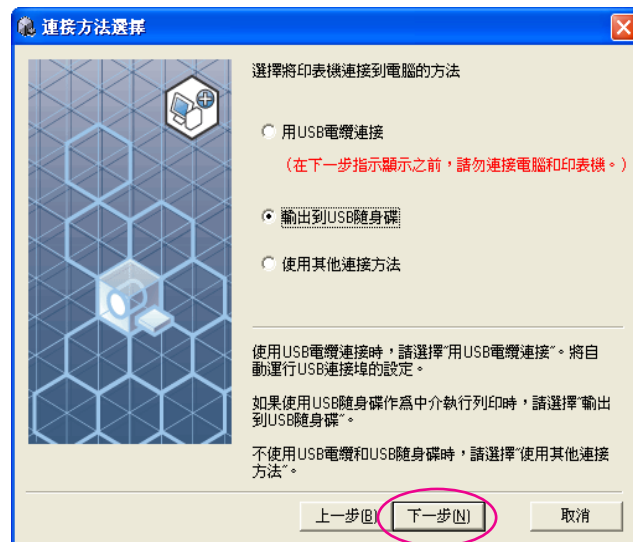 連接方法選擇
選擇將印表機連接到電腦的方法
用USB電纜連接
(在下一步指示顯示之前，請勿連接電腦和印表機。)
輸出到USB隨身碟
使用其他連接方法
使用USB電纜連接時，請選擇"用USB電纜連接"。將自
動運行USB連接埠的設定。
如果使用USB隨身碟作爲中介執行列印時，請選擇"輸出
到USB隨身碟"。
不使用USB電纜和USB隨身碟時，請選擇"使用其他連接
方法"。
上一步(B) 下一步(N) 取消